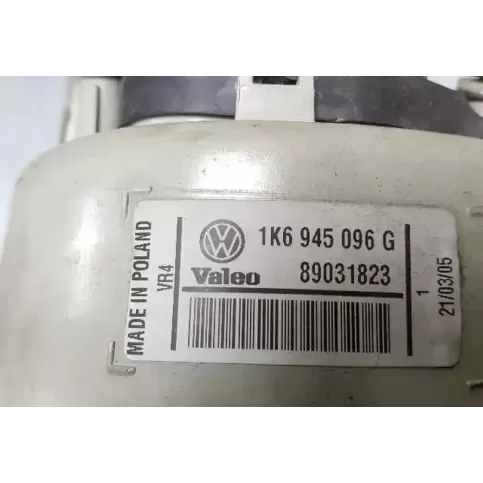 MADE IN POLAND
VR4
1K6 945 096 G
Valeo
89031823
1
21/03/05